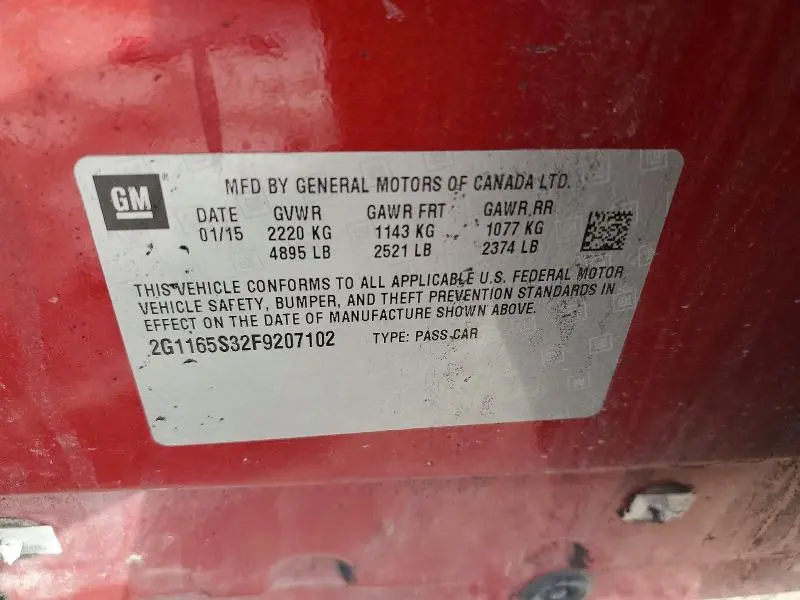 GM
MFD BY GENERAL MOTORS OF CANADA LTD.
DATE GVWR GAWR FRT GAWR RR
01/15 2220 KG 1143 KG 1077 KG
4895 LB 2521 LB 2374 LB
THIS VEHICLE CONFORMS TO ALL APPLICABLE U.S. FEDERAL MOTOR
VEHICLE SAFETY, BUMPER, AND THEFT PREVENTION STANDARDS IN
EFFECT ON THE DATE OF MANUFACTURE SHOWN ABOVE.
2G1165S32F9207102 TYPE: PASS CAR